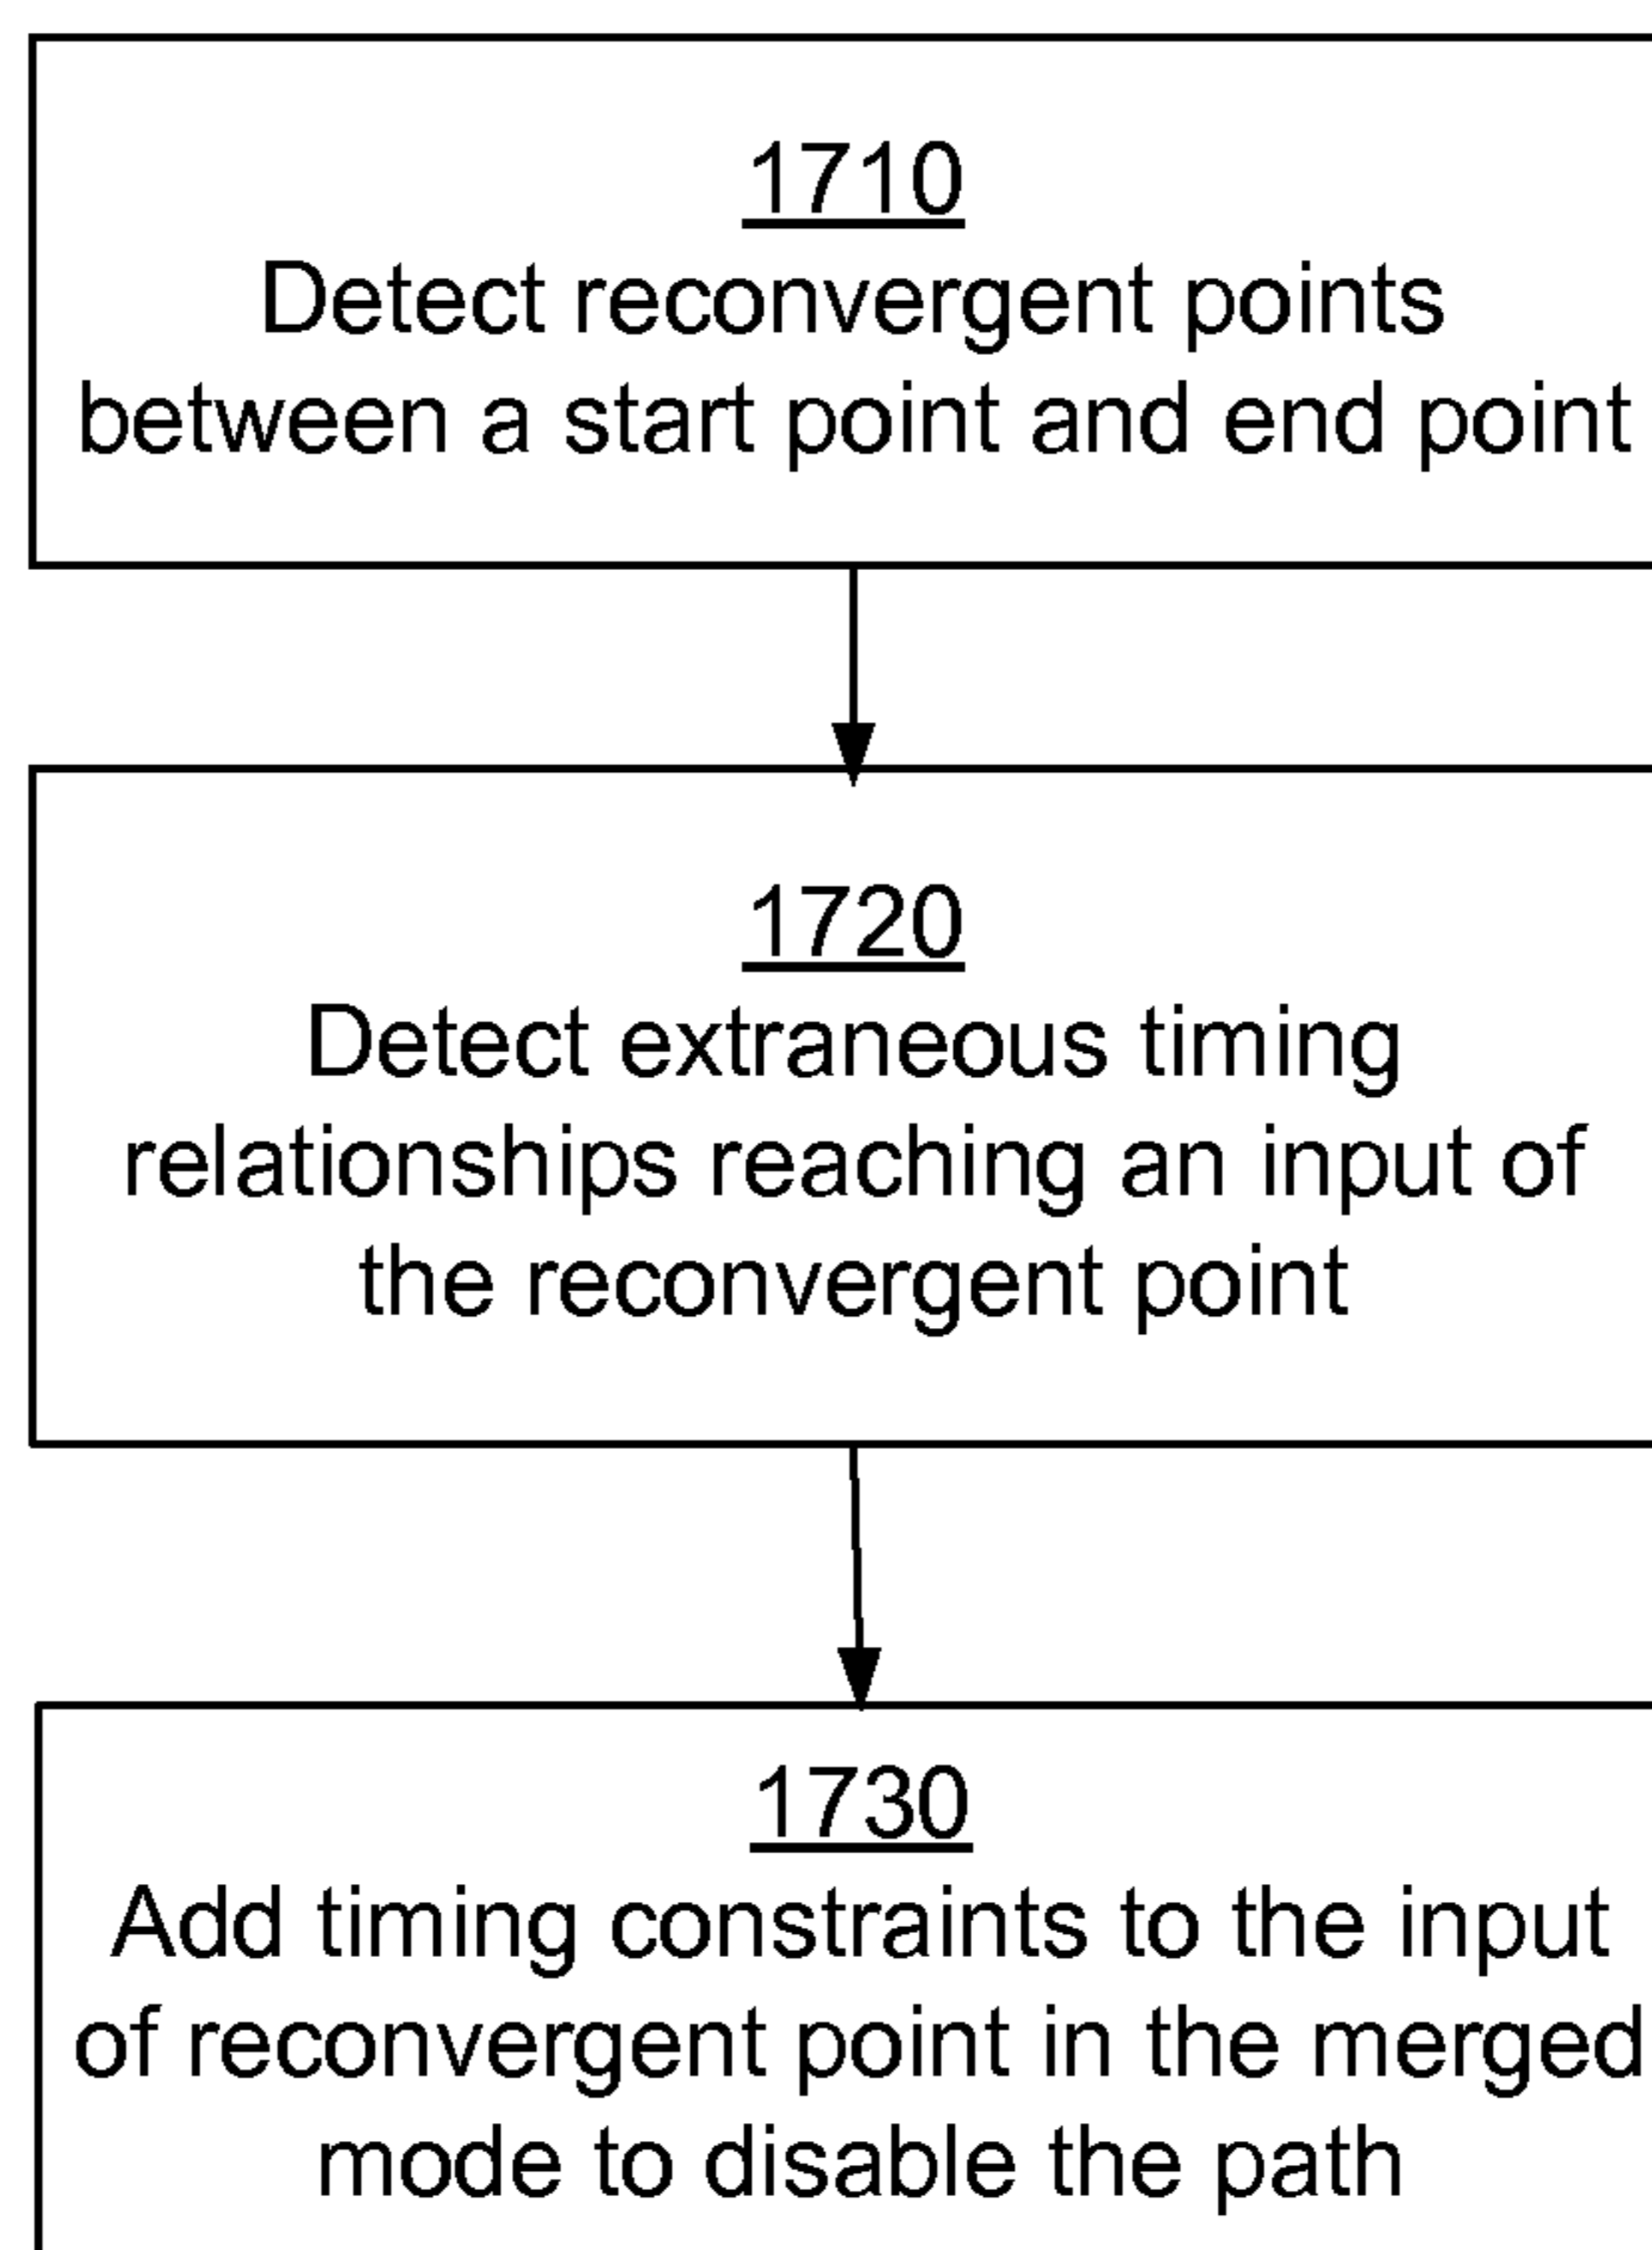 1710
Detect reconvergent points
between a start point and end point
1720
Detect extraneous timing
relationships reaching an input of
the reconvergent point
1730
Add timing constraints to the input
of reconvergent point in the merged
mode to disable the path